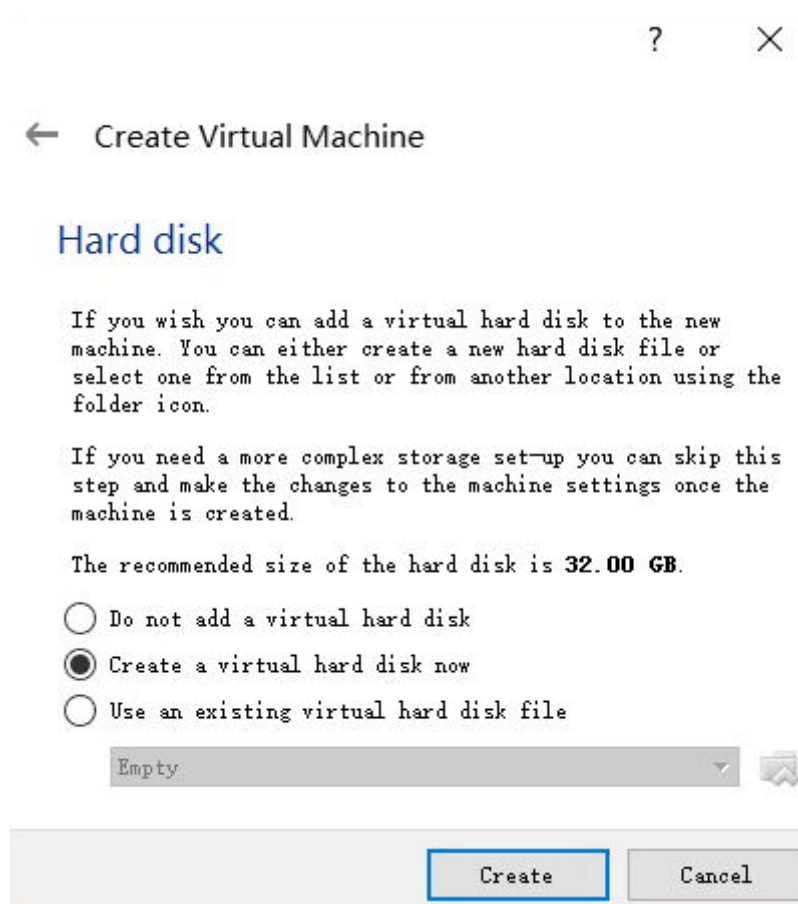 ?
Create Virtual Machine
Hard disk
If you wish you can add a virtual hard disk to the new
machine. You can either create a new hard disk file or
select one from the list or from another location using the
folder icon.
If you need a more complex storage set-up you can skip this
step and make the changes to the machine settings once the
machine is created.
The recommended size of the hard disk is 32.00 GB.
Do not add a virtual hard disk
Create a virtual hard disk now
Use an existing virtual hard disk file
Empty
Create Cancel